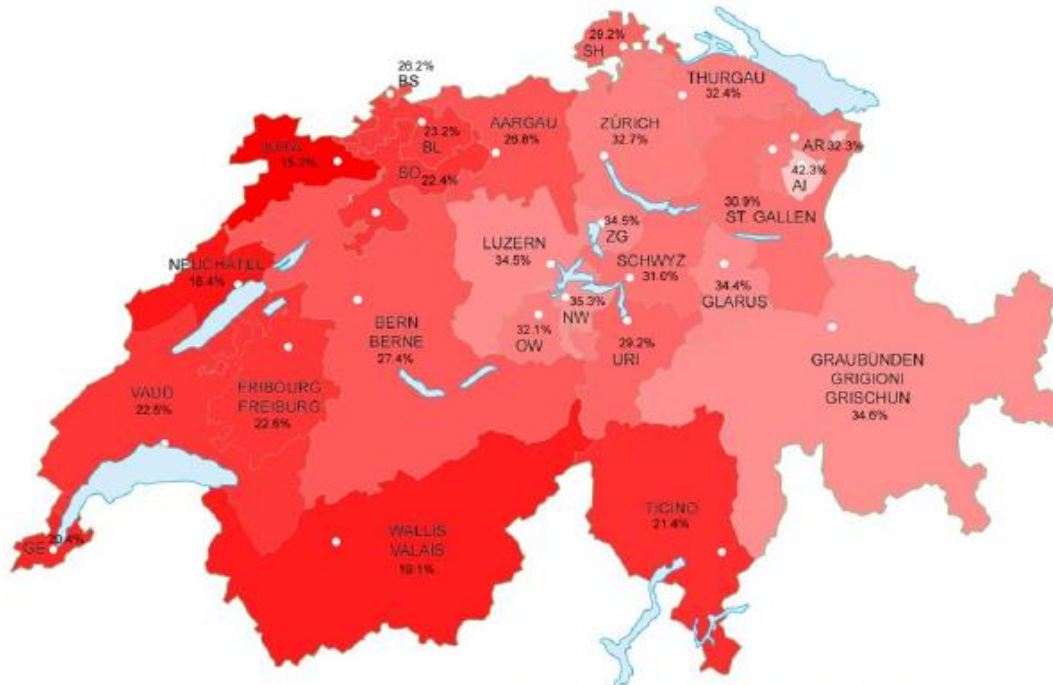 29.2%
SH
26.2%
BS
THURGAU
32.4%
23.2%
BL
AARGAU
26.8%
ZÜRICH
32.7%
JURA
15.2%
SO 22.4%
AR 32.3%
42.3%
AI
30.9%
ST. GALLEN
34.5%
ZG
LUZERN
34.5%
SCHWYZ
31.0%
NEUCHATEL
18.4%
34.4%
GLARUS
35.3%
NW
32.1%
OW
29.2%
URI
BERN
BERNE
27.4%
GRAUBÜNDEN
GRIGIONI
GRISCHUN
34.6%
VAUD
22.6%
FRIBOURG
FREIBURG
22.6%
TICINO
21.4%
WALLIS
VALAIS
19.1%
GE 20.4%